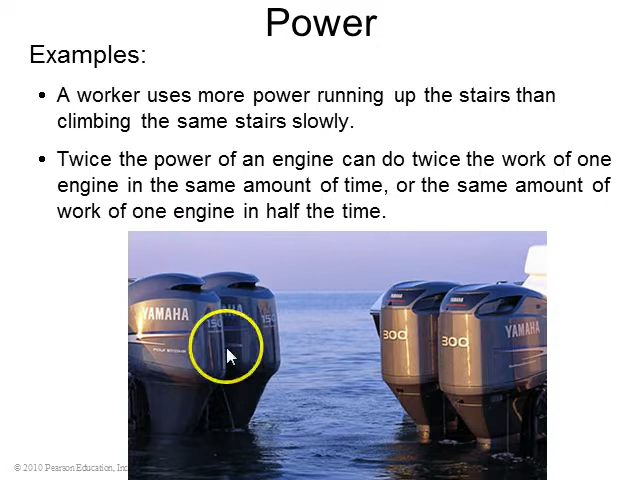 Power
Examples:
• A worker uses more power running up the stairs than
climbing the same stairs slowly.
• Twice the power of an engine can do twice the work of one
engine in the same amount of time, or the same amount of
work of one engine in half the time.
YAMAHA
150
FOUR STROKE
150
300
300
YAMAHA
© 2010 Pearson Education, Inc